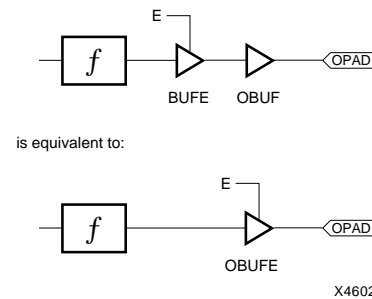 E
f
OPAD
BUFE OBUF
is equivalent to:
E
f
OPAD
OBUFE
X4602